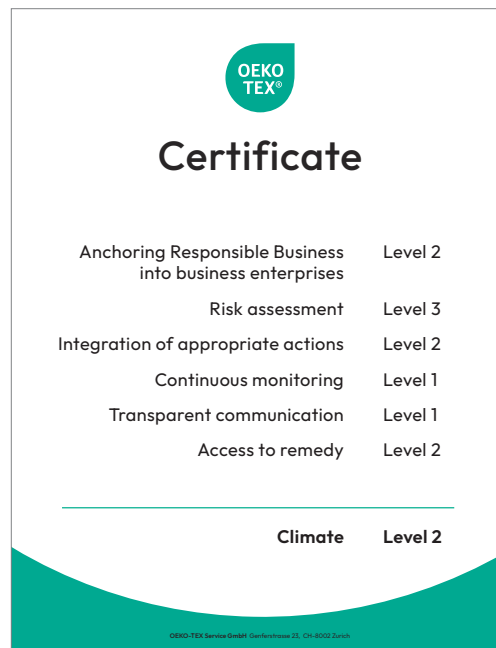 OEKO
TEX®
Certificate
Anchoring Responsible Business Level 2
into business enterprises
Risk assessment Level 3
Integration of appropriate actions Level 2
Continuous monitoring Level 1
Transparent communication Level 1
Access to remedy Level 2
Climate Level 2
OEKO-TEX Service GmbH Genferstrasse 23, CH-8002 Zurich